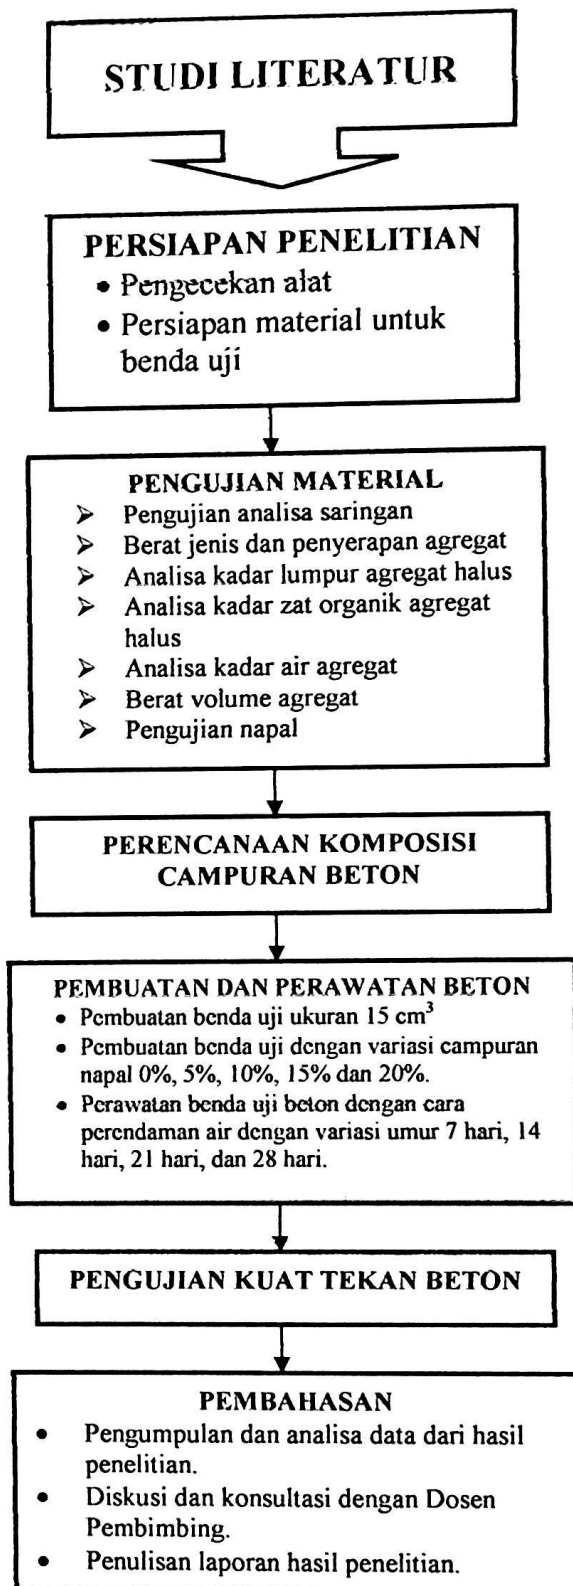 STUDI LITERATUR
PERSIAPAN PENELITIAN
• Pengecekan alat
• Persiapan material untuk
benda uji
PENGUJIAN MATERIAL
➢ Pengujian analisa saringan
➢ Berat jenis dan penyerapan agregat
➢ Analisa kadar lumpur agregat halus
➢ Analisa kadar zat organik agregat
halus
➢ Analisa kadar air agregat
➢ Berat volume agregat
➢ Pengujian napal
PERENCANAAN KOMPOSISI
CAMPURAN BETON
PEMBUATAN DAN PERAWATAN BETON
• Pembuatan benda uji ukuran 15 cm³
• Pembuatan benda uji dengan variasi campuran
napal 0%, 5%, 10%, 15% dan 20%.
• Perawatan benda uji beton dengan cara
perendaman air dengan variasi umur 7 hari, 14
hari, 21 hari, dan 28 hari.
PENGUJIAN KUAT TEKAN BETON
PEMBAHASAN
• Pengumpulan dan analisa data dari hasil
penelitian.
• Diskusi dan konsultasi dengan Dosen
Pembimbing.
• Penulisan laporan hasil penelitian.